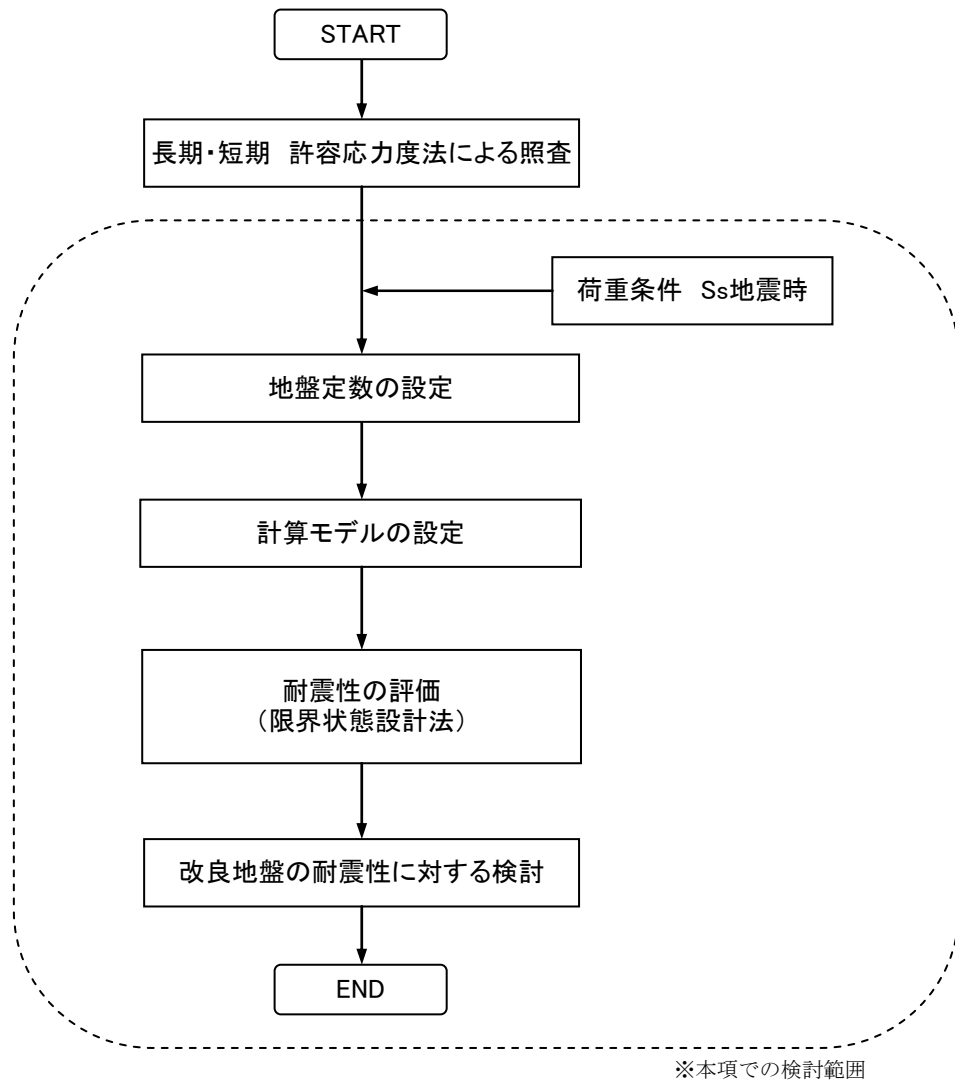 START
長期・短期 許容応力度法による照査
荷重条件 Ss地震時
地盤定数の設定
計算モデルの設定
耐震性の評価
(限界状態設計法)
改良地盤の耐震性に対する検討
END
※本項での検討範囲